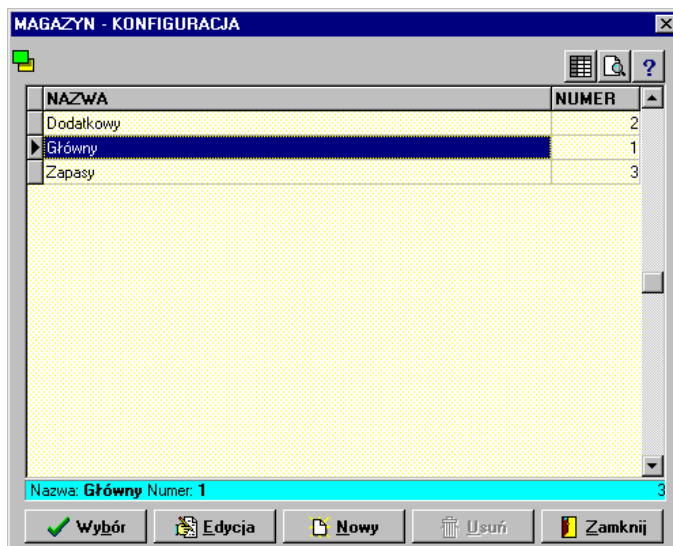 MAGAZYN - KONFIGURACJA
?
NAZWA NUMER
Dodatkowy 2
Główny 1
Zapasy 3
Nazwa: Główny Numer: 1 3
Wybór Edycja Nowy Usuń Zamknij